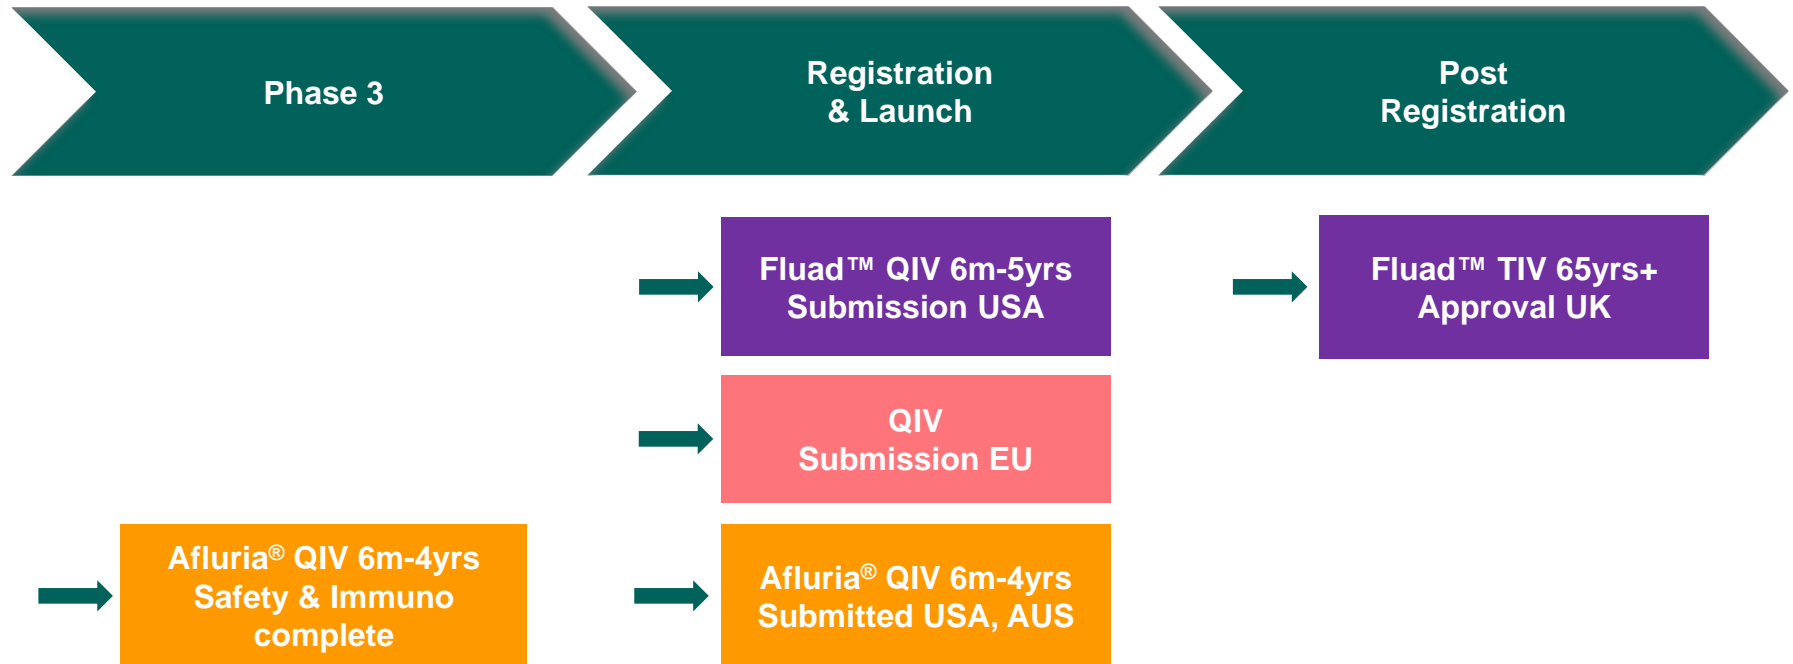 Phase 3
Registration
& Launch
Post
Registration
Fluad™ QIV 6m-5yrs
Submission USA
Fluad™ TIV 65yrs+
Approval UK
QIV
Submission EU
Afluria® QIV 6m-4yrs
Safety & Immuno
complete
Afluria® QIV 6m-4yrs
Submitted USA, AUS